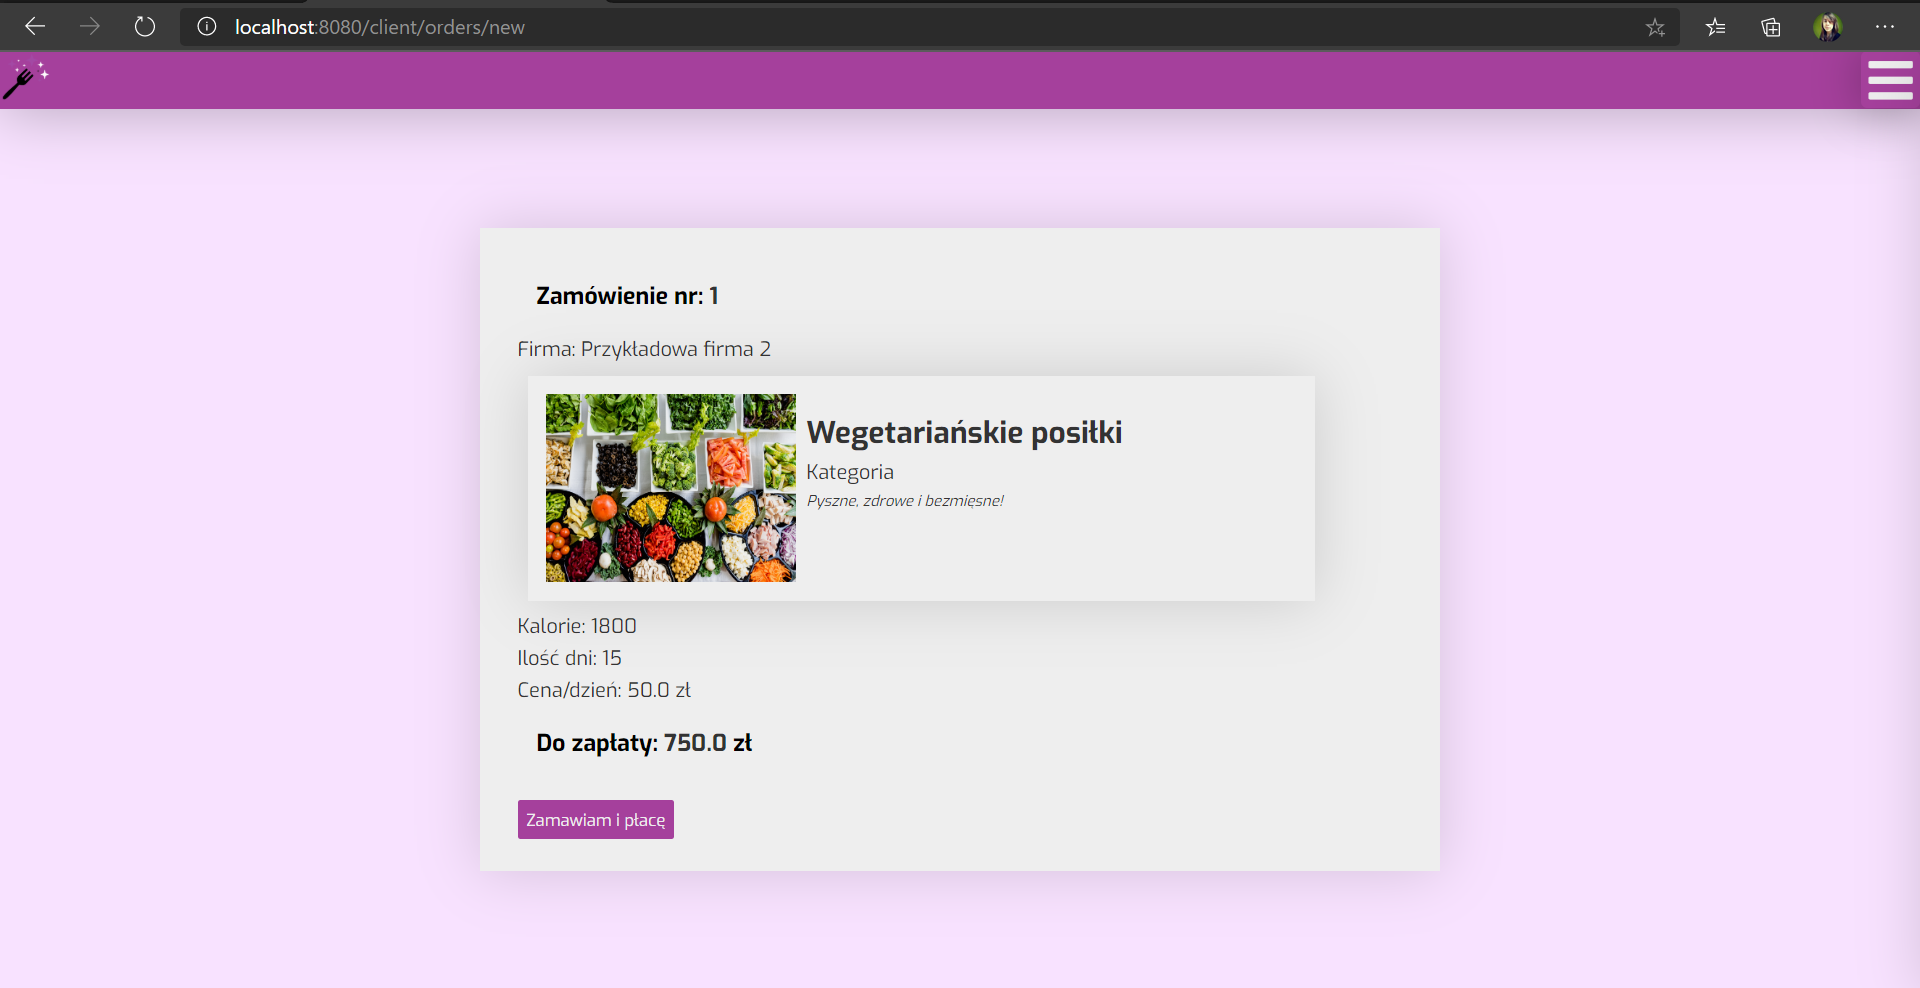 localhost:8080/client/orders/new
Zamówienie nr: 1
Firma: Przykładowa firma 2
Wegetariańskie posiłki
Kategoria
Pyszne, zdrowe i bezmięsne!
Kalorie: 1800
Ilość dni: 15
Cena/dzień: 50.0 zł
Do zapłaty: 750.0 zł
Zamawiam i płacę